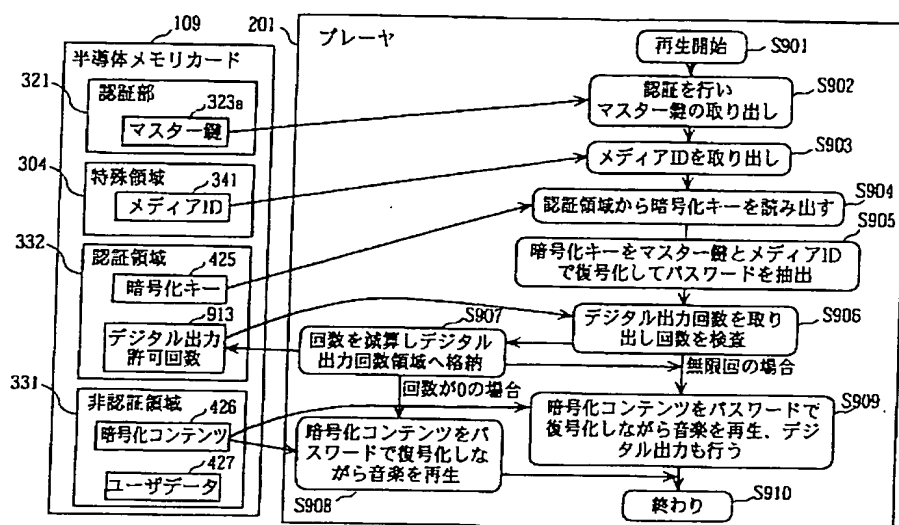 109
半導体メモリカード
321
認証部
323a
マスター鍵
304
特殊領域
341
メディアID
332
認証領域
425
暗号化キー
913
デジタル出力
許可回数
331
非認証領域
426
暗号化コンテンツ
427
ユーザデータ
201
プレーヤ
再生開始
S901
認証を行い
マスター鍵の取り出し
S902
メディアIDを取り出し
S903
認証領域から暗号化キーを読み出す
S904
暗号化キーをマスター鍵とメディアID
で復号化してパスワードを抽出
S905
デジタル出力回数を取
り出し回数を検査
S906
S907
回数を減算しデジタル
出力回数領域へ格納
無限回の場合
回数が0の場合
暗号化コンテンツをパス
ワードで復号化しな
がら音楽を再生
S908
暗号化コンテンツをパスワードで
復号化しながら音楽を再生、デジ
タル出力も行う
S909
終わり
S910